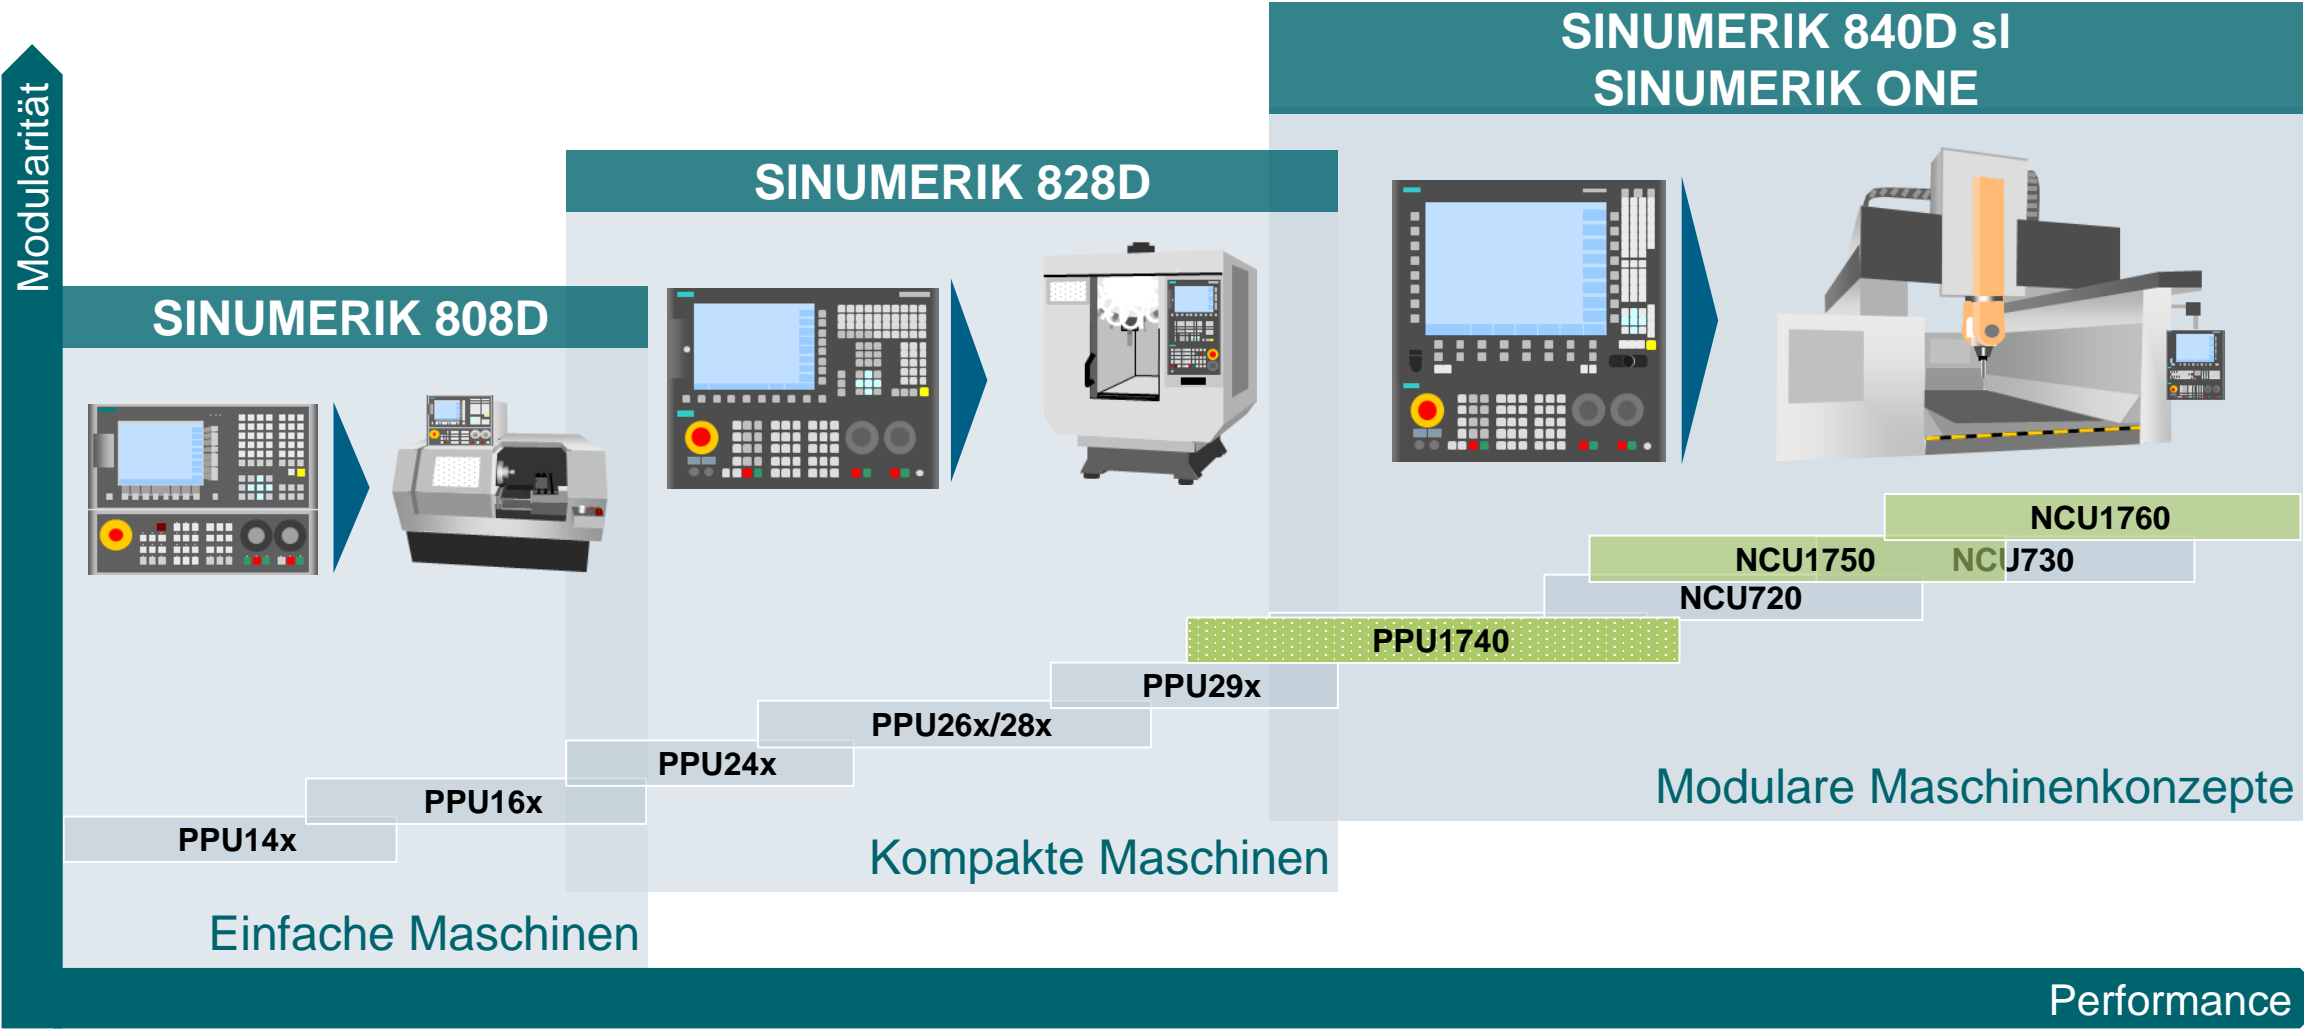 SINUMERIK 840D sl
SINUMERIK ONE
Modularität
SINUMERIK 828D
SINUMERIK 808D
NCU1760
NCU1750
NCU730
NCU720
PPU1740
PPU29x
PPU26x/28x
PPU24x
PPU16x
PPU14x
Modulare Maschinenkonzepte
Kompakte Maschinen
Einfache Maschinen
Performance